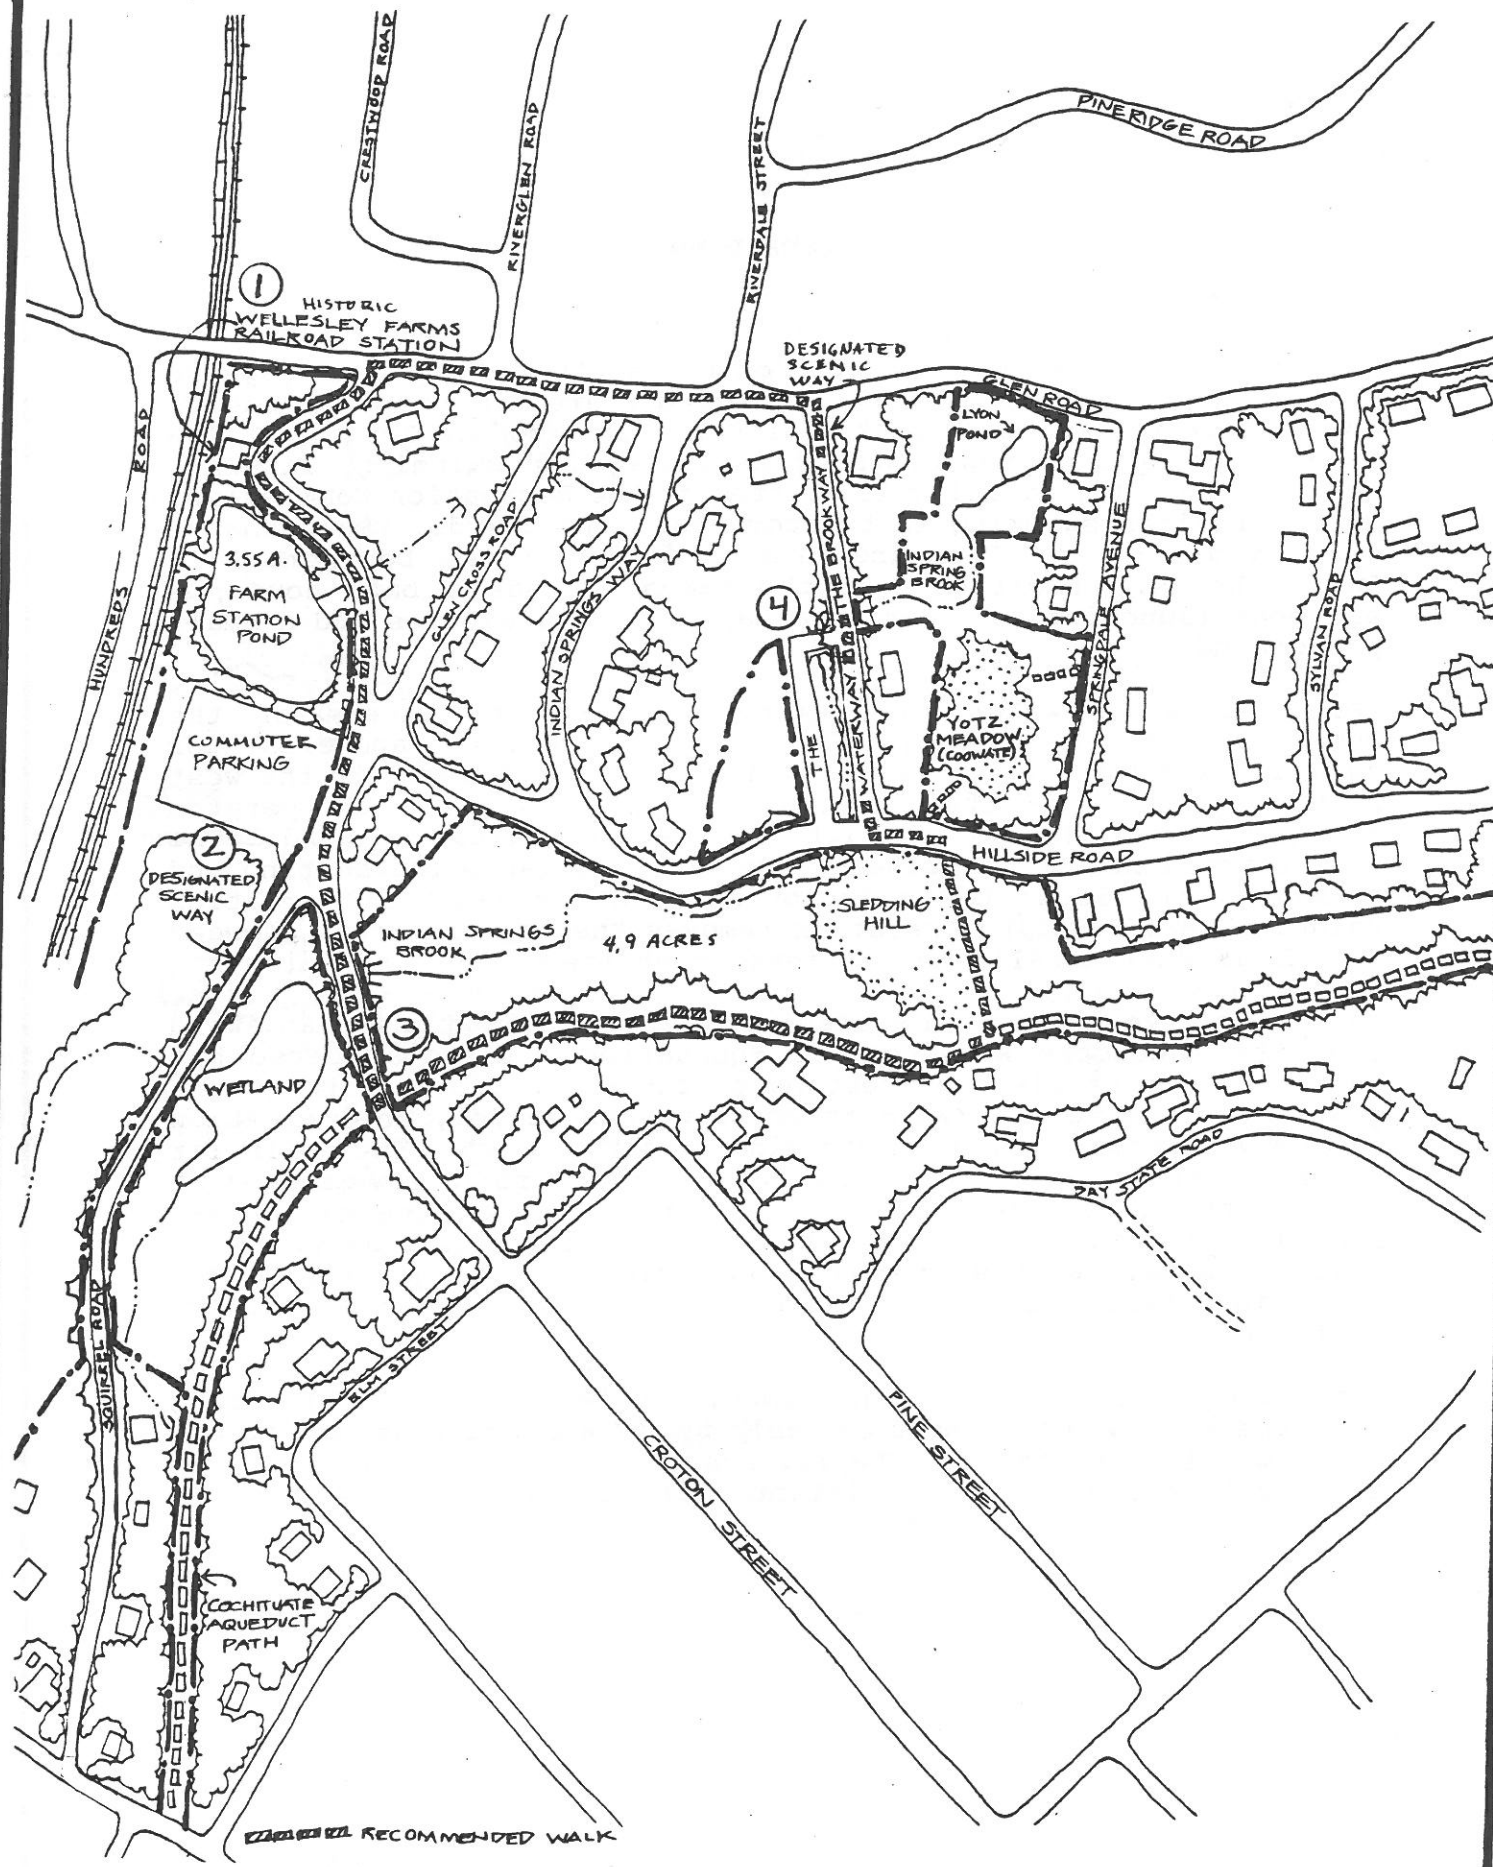 CRESTWOOD ROAD
RIVERGLEN ROAD
RIVERDALE STREET
PINERIDGE ROAD
1
HISTORIC
WELLESLEY FARMS
RAILROAD STATION
DESIGNATED
SCENIC
WAY
GLEN ROAD
LYON
POND
HUNDREDS
ROAD
3.55 A.
FARM
STATION
POND
GLEN CROSS ROAD
INDIAN SPRINGS WAY
THE BROOKWAY
INDIAN
SPRING
BROOK
SPRINGDALE AVENUE
SYLVAN ROAD
4
COMMUTER
PARKING
THE
WATERWAY
YOTZ
MEADOW
(COOWATE)
HILLSIDE ROAD
2
DESIGNATED
SCENIC
WAY
INDIAN SPRINGS
BROOK
4.9 ACRES
SLEDDING
HILL
3
WETLAND
BAY STATE ROAD
SQUIRREL ROAD
ELM STREET
CROTON STREET
PINE STREET
COCHITUATE
AQUEDUCT
PATH
RECOMMENDED WALK